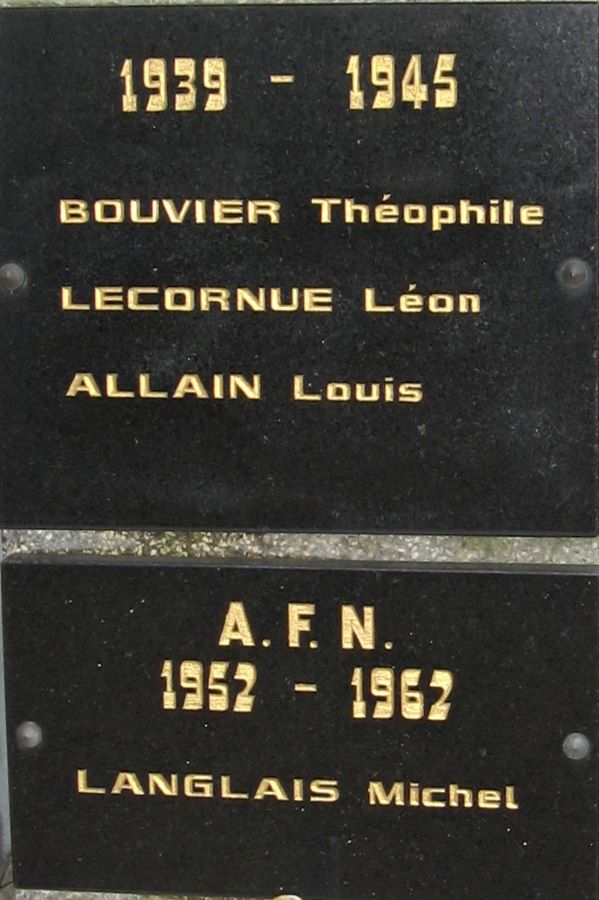 1939 - 1945
BOUVIER Théophile
LECORNUE Léon
ALLAIN Louis
A.F.N.
1952 - 1962
LANGLAIS Michel